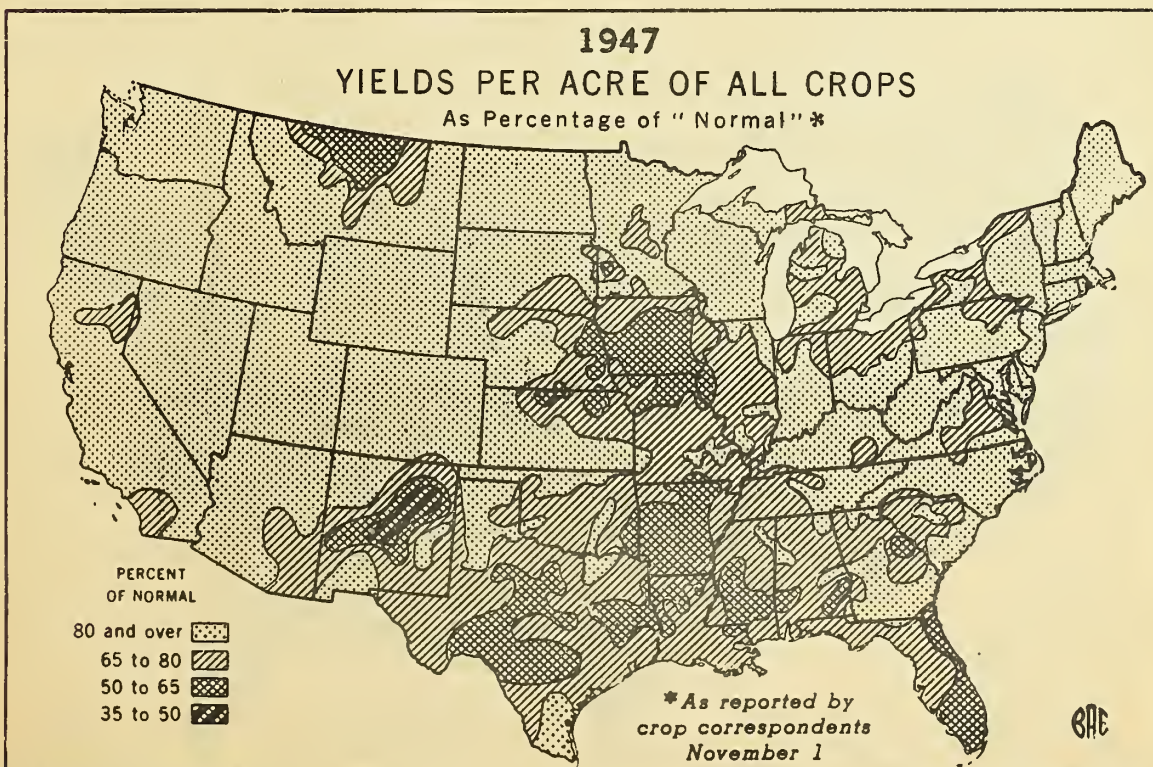 1947
YIELDS PER ACRE OF ALL CROPS
As Percentage of "Normal" *
PERCENT
OF NORMAL
80 and over
65 to 80
50 to 65
35 to 50
*As reported by
crop correspondents
November 1
BAE